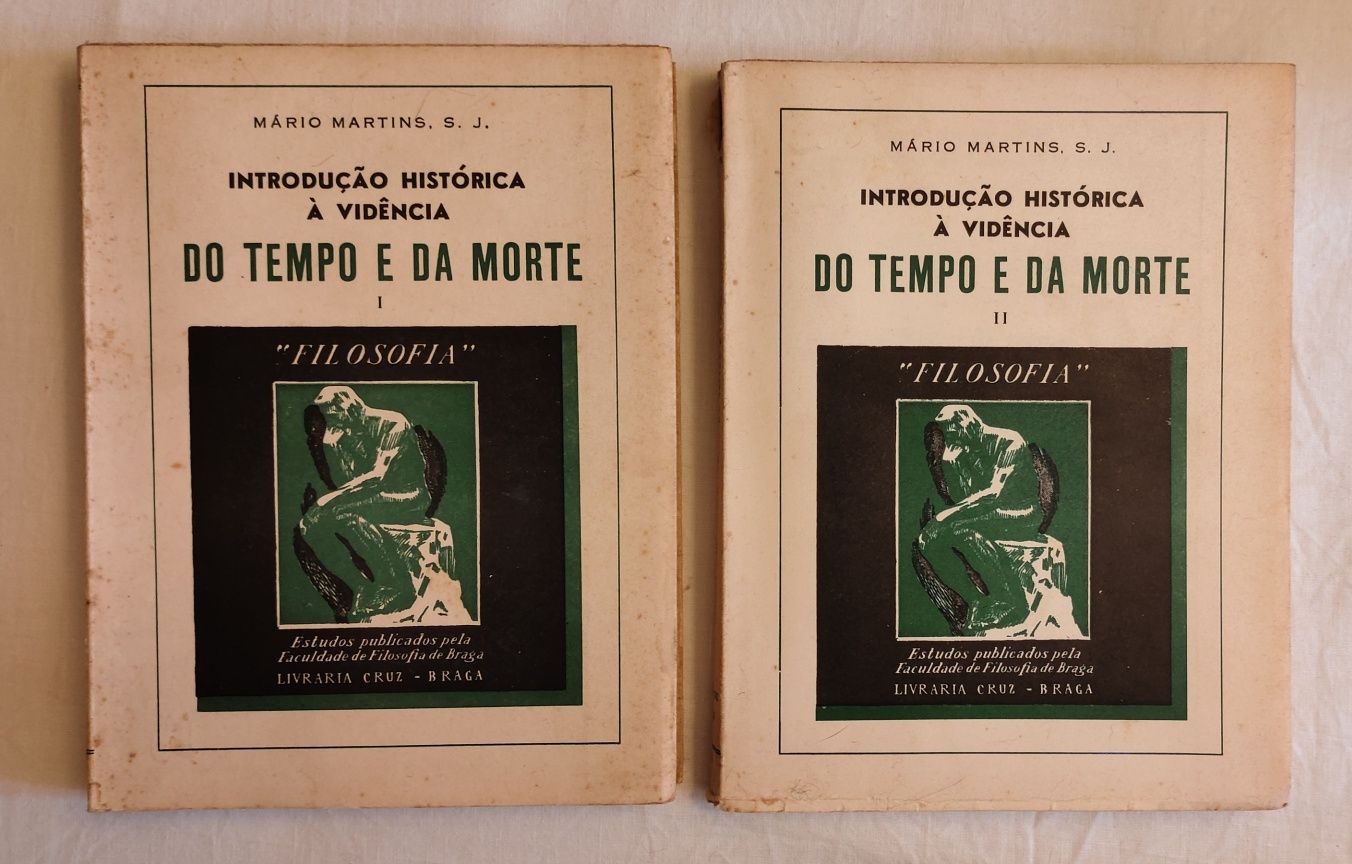 MÁRIO MARTINS, S. J.
INTRODUÇÃO HISTÓRICA
À VIDÊNCIA
DO TEMPO E DA MORTE
I
"FILOSOFIA"
Estudos publicados pela
Faculdade de Filosofia de Braga
LIVRARIA CRUZ - BRAGA
MÁRIO MARTINS, S. J.
INTRODUÇÃO HISTÓRICA
À VIDÊNCIA
DO TEMPO E DA MORTE
II
"FILOSOFIA"
Estudos publicados pela
Faculdade de Filosofia de Braga
LIVRARIA CRUZ - BRAGA